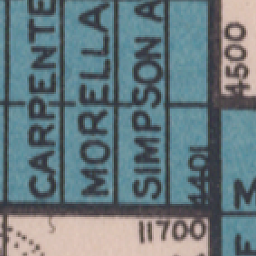 CARPENTE
MORELLA
SIMPSON A
4401
4500
11700
M
F